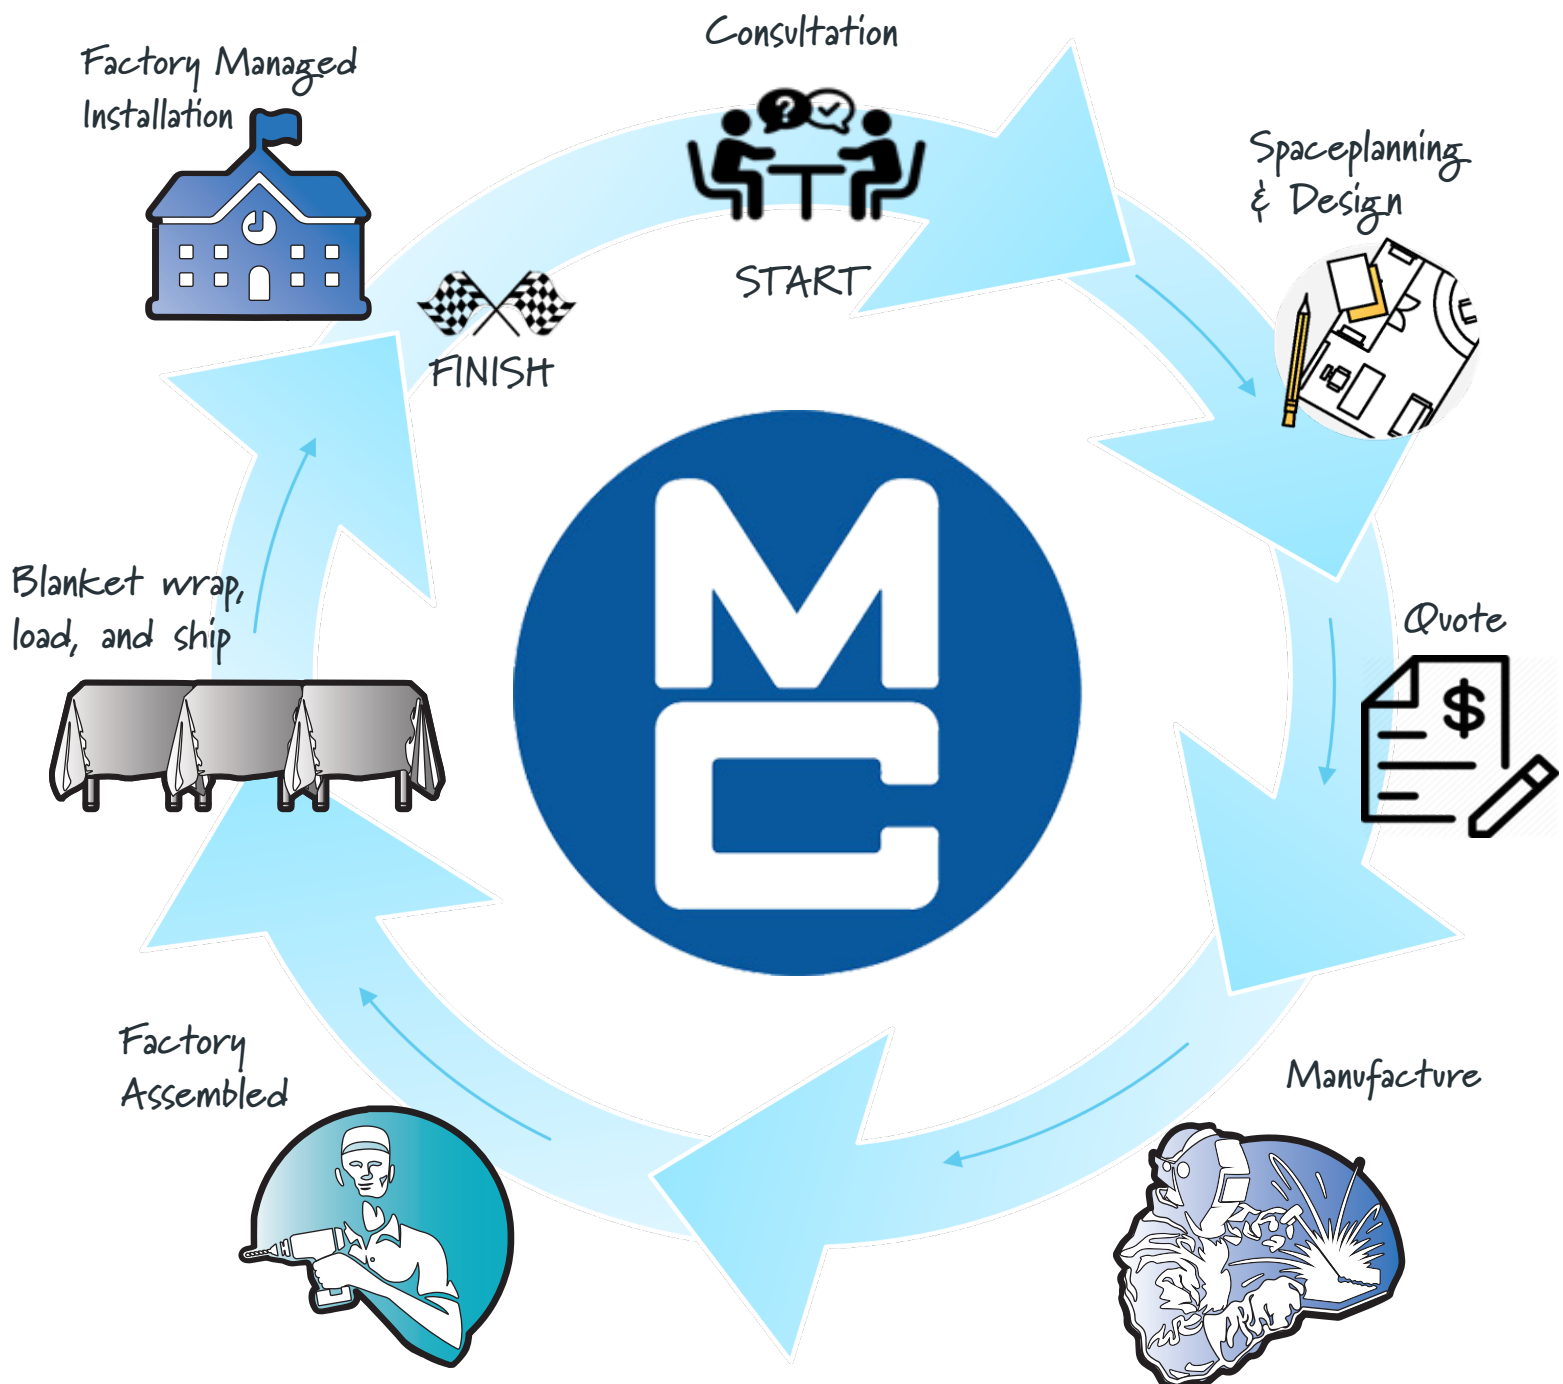 Consultation
START
Spaceplanning
& Design
Quote
$
Manufacture
Factory
Assembled
Blanket wrap,
load, and ship
Factory Managed
Installation
FINISH
?
MC